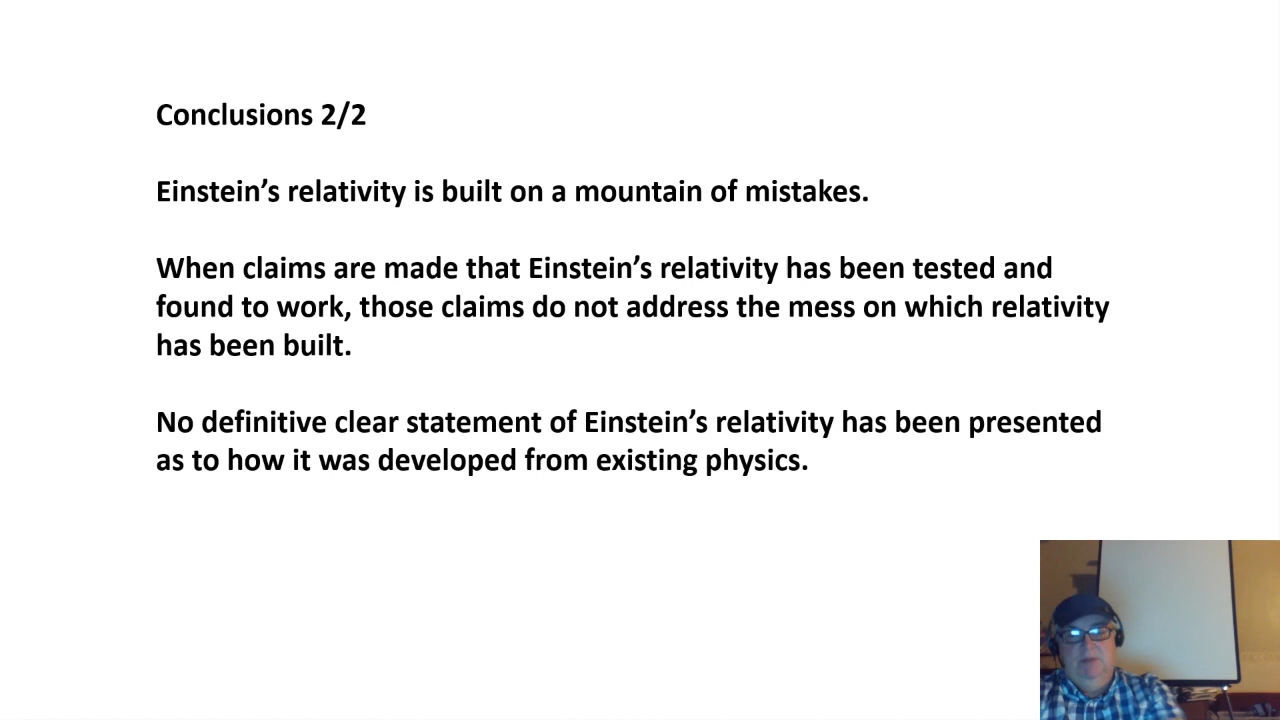 Conclusions 2/2
Einstein’s relativity is built on a mountain of mistakes.
When claims are made that Einstein’s relativity has been tested and
found to work, those claims do not address the mess on which relativity
has been built.
No definitive clear statement of Einstein’s relativity has been presented
as to how it was developed from existing physics.